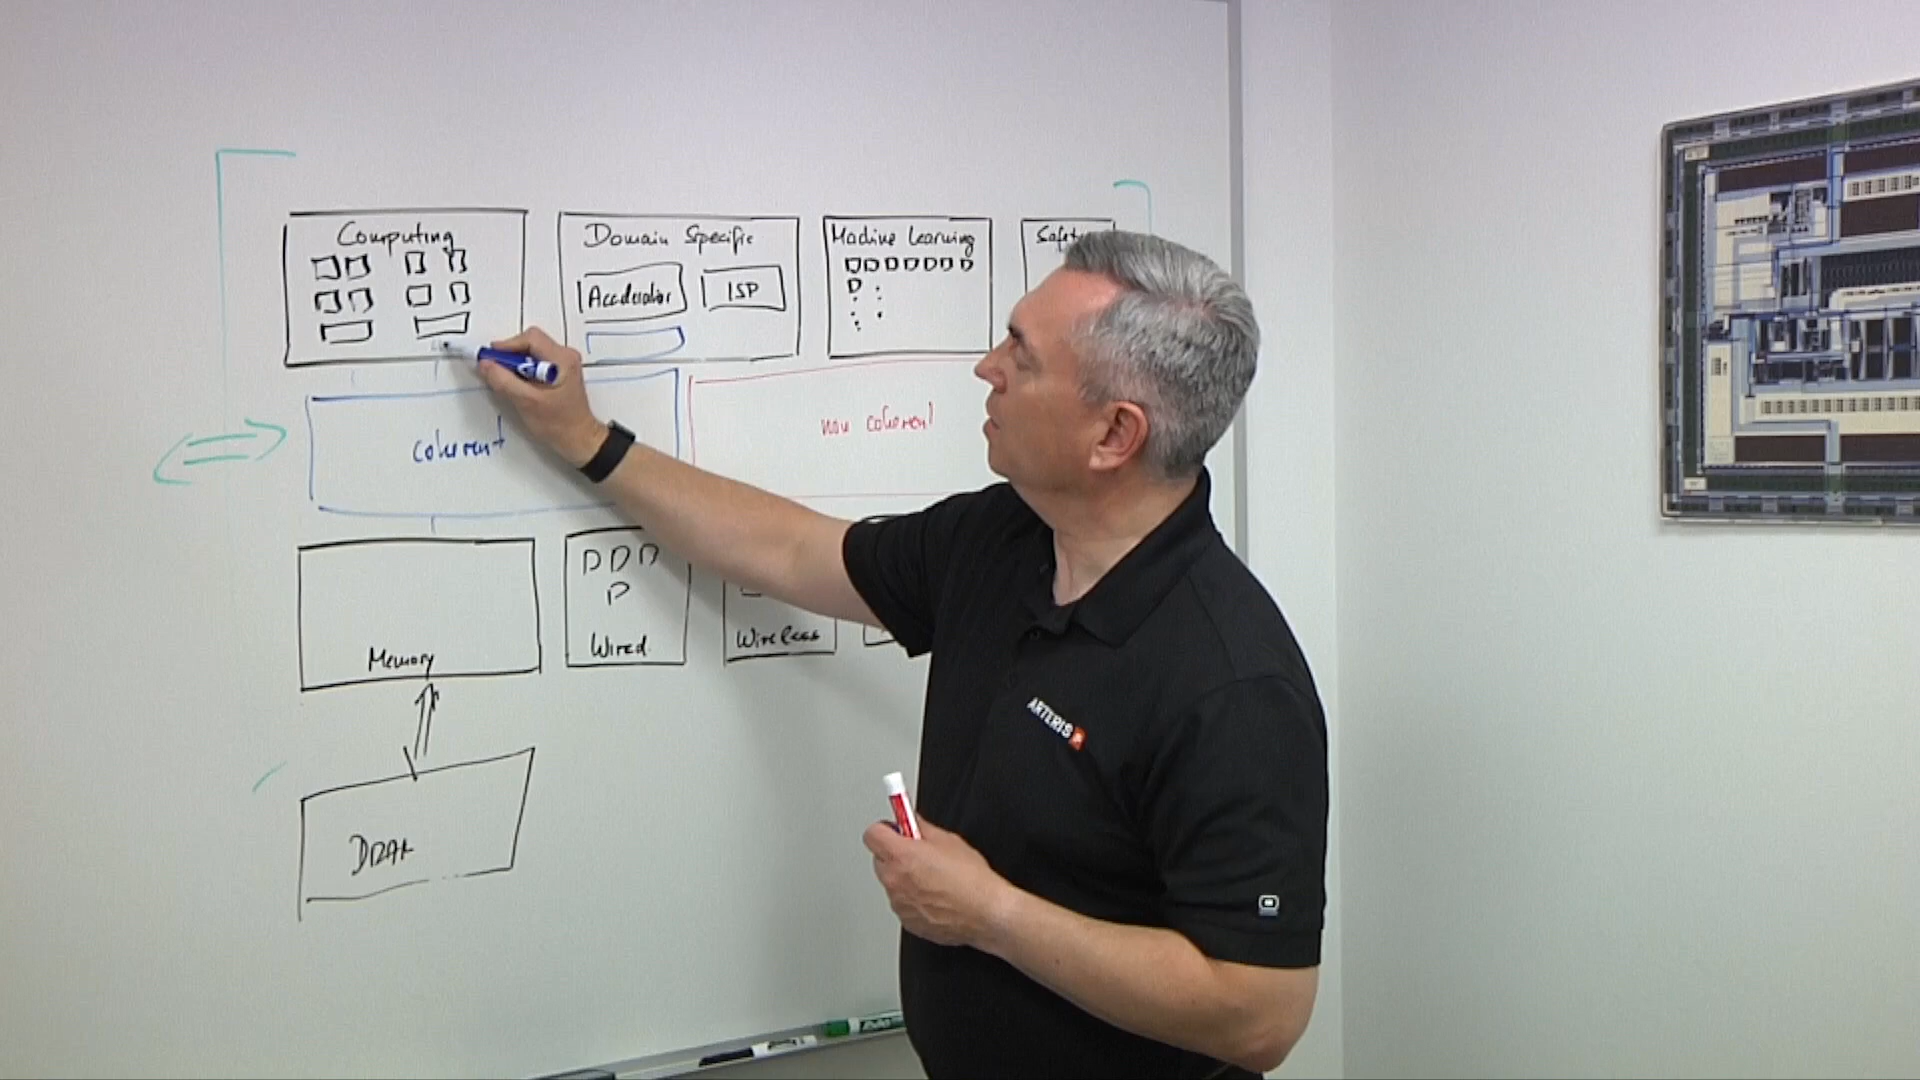 Computing
Domain Specific
Machine Learning
Accelerator
ISP
coherent
non coherent
Memory
Wired
Wireless
DRAM
ARTERIS